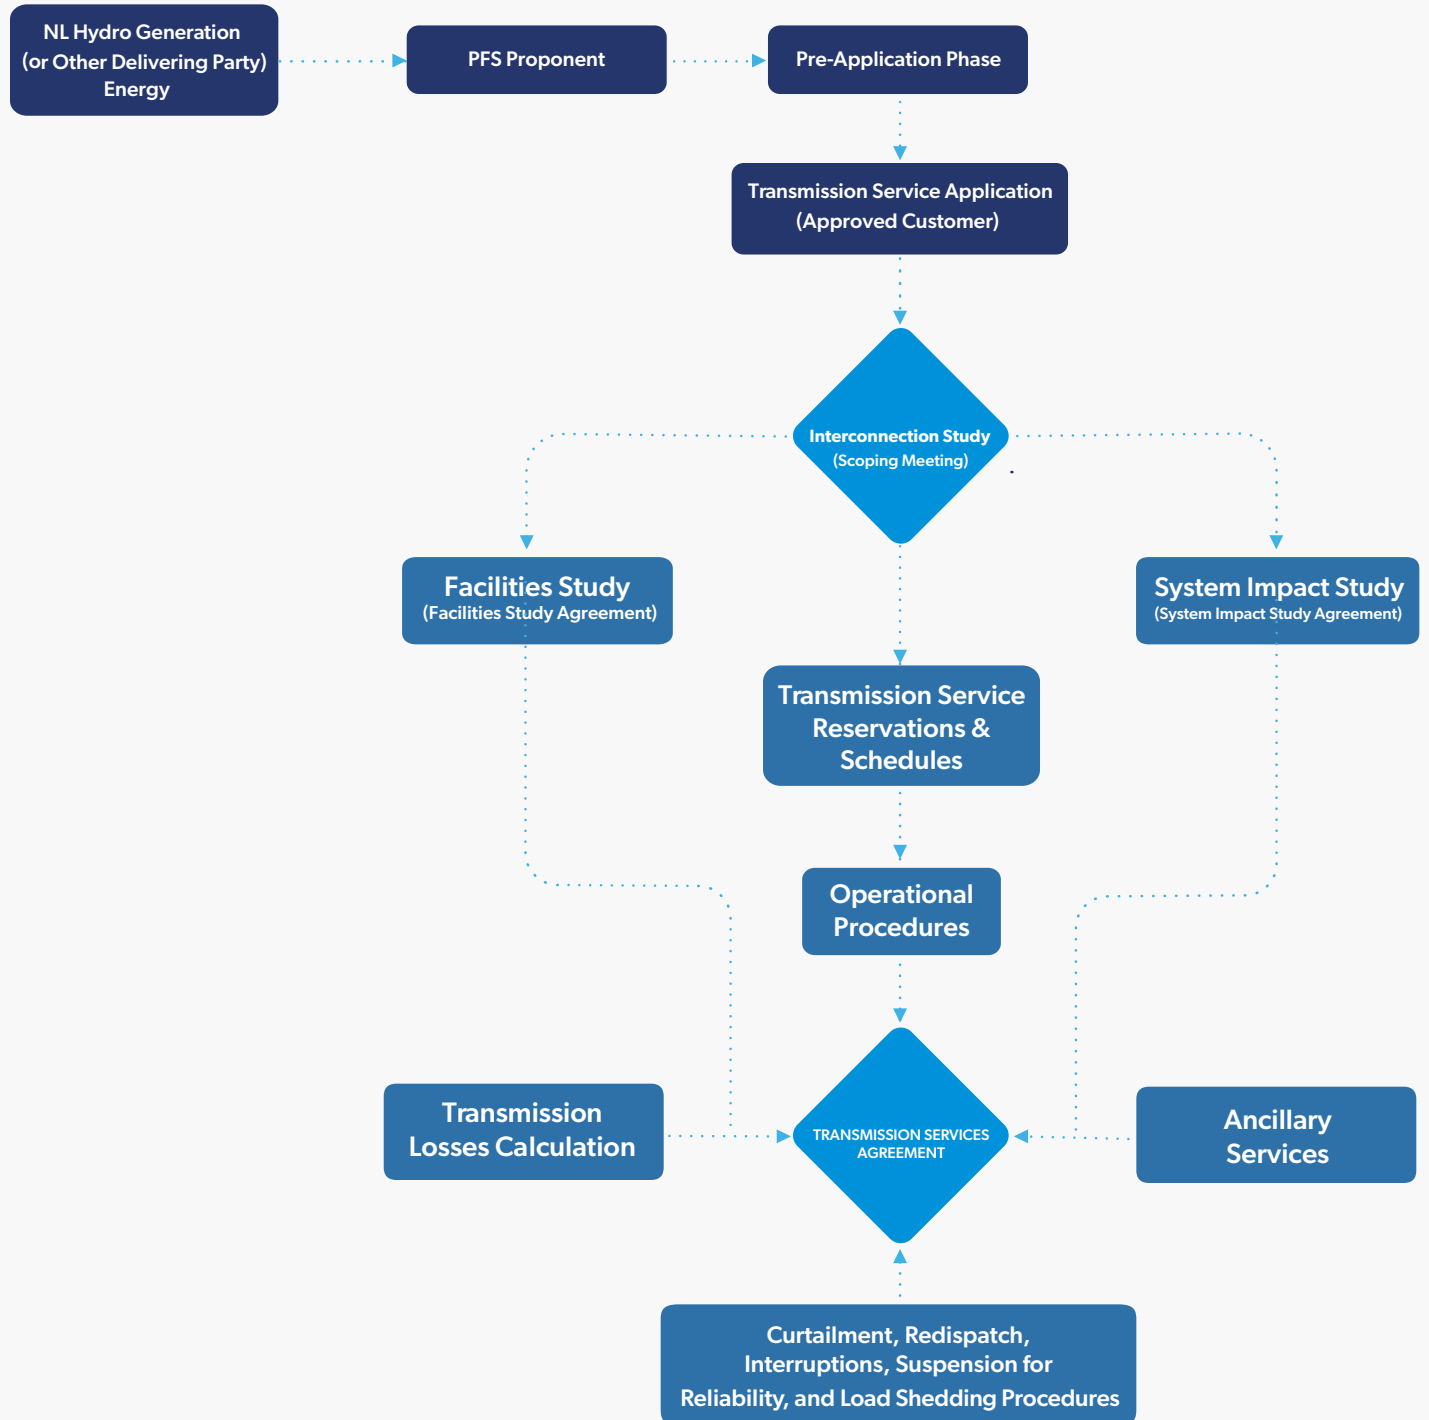 NL Hydro Generation
(or Other Delivering Party)
Energy
PFS Proponent
Pre-Application Phase
Transmission Service Application
(Approved Customer)
Interconnection Study
(Scoping Meeting)
Facilities Study
(Facilities Study Agreement)
System Impact Study
(System Impact Study Agreement)
Transmission Service
Reservations &
Schedules
Operational
Procedures
Transmission
Losses Calculation
TRANSMISSION SERVICES
AGREEMENT
Ancillary
Services
Curtailment, Redispatch,
Interruptions, Suspension for
Reliability, and Load Shedding Procedures